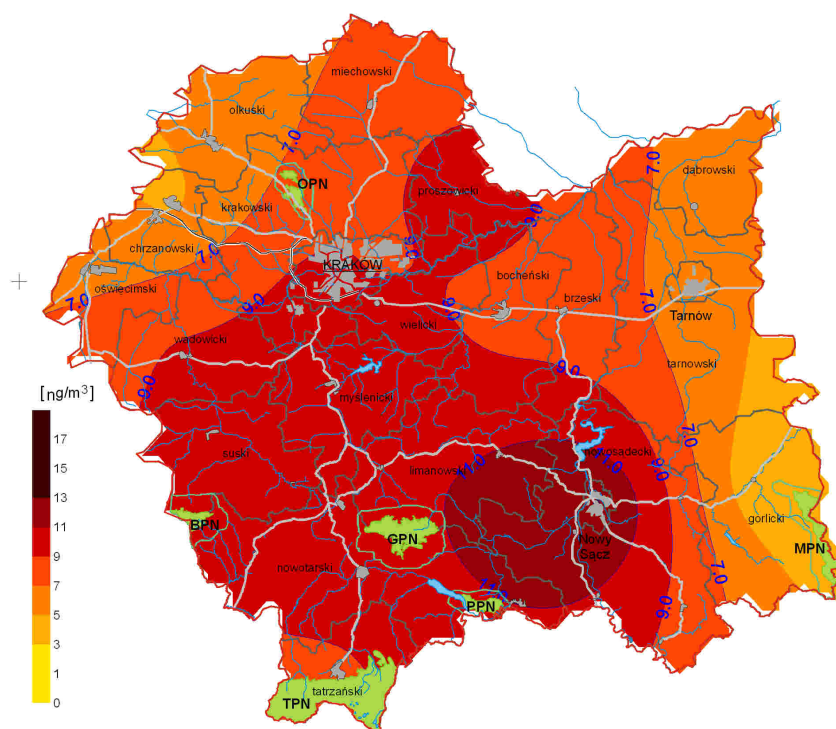 miechowski
olkuski
7.0
7.0
dąbrowski
OPN
proszowicki
krakowski
9.0
9.0
chrzanowski
7.0
KRAKÓW
bocheński
oświęcimski
7.0
9.0
9.0
brzeski
7.0
Tarnów
wielicki
wadowicki
9.0
9.0
tarnowski
[ng/m³]
myślenicki
17
7.0
15
suski
limanowski
11.0
nowosądecki
11.0
9.0
13
11
BPN
GPN
gorlicki
9
Nowy
Sącz
MPN
7
nowotarski
7.0
5
11.0
PPN
9.0
3
1
tatrzański
0
TPN